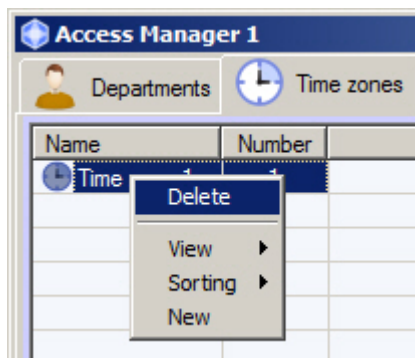 Access Manager 1
Departments Time zones
Name Number
Time 1 1
Delete
View
Sorting
New